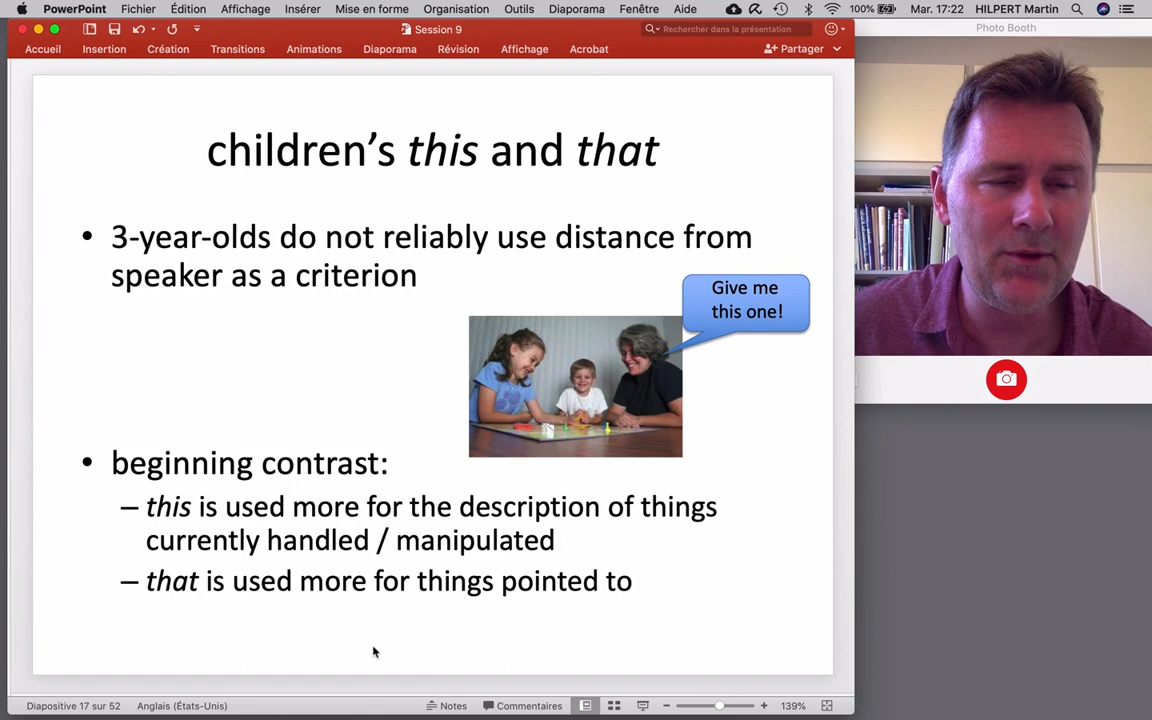 PowerPoint Fichier Édition Affichage Insérer Mise en forme Organisation Outils Diaporama Fenêtre Aide 100% Mar. 17:22 HILPERT Martin
Session 9
Rechercher dans la présentation
Accueil Insertion Création Transitions Animations Diaporama Révision Affichage Acrobat Partager
Photo Booth
children's this and that
• 3-year-olds do not reliably use distance from
speaker as a criterion
Give me
this one!
• beginning contrast:
– this is used more for the description of things
currently handled / manipulated
– that is used more for things pointed to
Diapositive 17 sur 52 Anglais (États-Unis) Notes Commentaires 139%